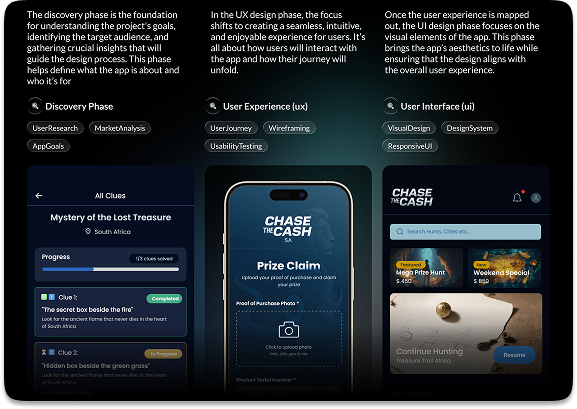 The discovery phase is the foundation
for understanding the project's goals,
identifying the target audience, and
gathering crucial insights that will
guide the design process. This phase
helps define what the app is about and
who it's for
Discovery Phase
UserResearch
MarketAnalysis
AppGoals
In the UX design phase, the focus
shifts to creating a seamless, intuitive,
and enjoyable experience for users. It's
all about how users will interact with
the app and how their journey will
unfold.
User Experience (ux)
UserJourney
Wireframing
UsabilityTesting
Once the user experience is mapped
out, the UI design phase focuses on the
visual elements of the app. This phase
brings the app's aesthetics to life while
ensuring that the design aligns with
the overall user experience.
User Interface (ui)
VisualDesign
DesignSystem
ResponsiveUI
All Clues
Mystery of the Lost Treasure
South Africa
Progress
1/3 clues solved
Clue 1:
Completed
"The secret box beside the fire"
Look for the ancient flame that never dies in the heart
of South Africa
Clue 2:
In Progress
"Hidden box beside the green grass"
Look for the ancient flame that never dies in the heart
of South Africa
CHASE
THE CASH
SA
Prize Claim
Upload your proof of purchase and claim
your prize
Proof of Purchase Photo *
Click to upload photo
PNG, JPG up to 10 MB
Product Serial Number *
CHASE
THE CASH
Search Hunts, Cities etc...
Featured
Mega Prize Hunt
$ 450
New
Weekend Special
$ 850
Continue Hunting
Treasure Trail Africa
Resume